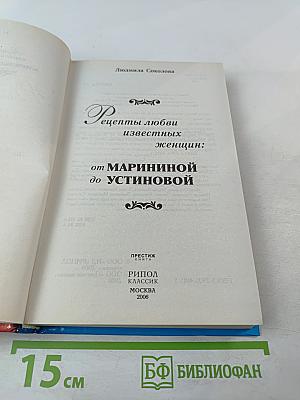 Людмила Соколова
Рецепты любви
известных
женщин:
от МАРИНИНОЙ
до УСТИНОВОЙ
ПРЕСТИЖ
КНИГА
РИПОЛ
КЛАССИК
МОСКВА
2006
15 см
БФ БИБЛИОФАН